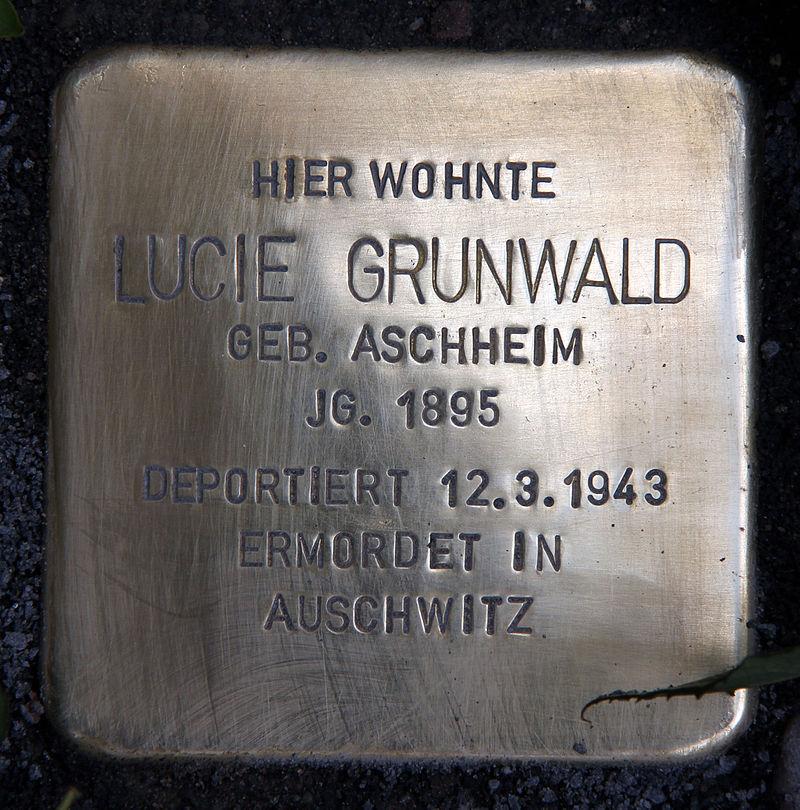 HIER WOHNTE
LUCIE GRUNWALD
GEB. ASCHHEIM
JG. 1895
DEPORTIERT 12.3.1943
ERMORDET IN
AUSCHWITZ